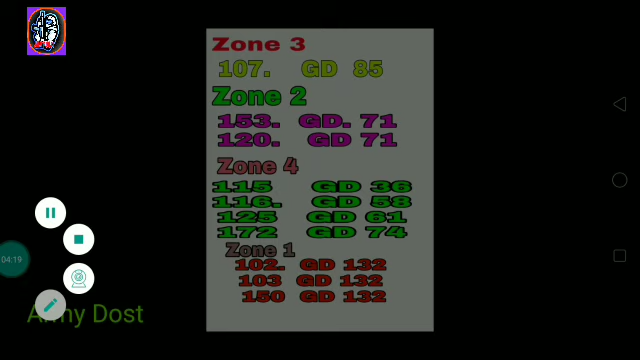 Zone 3
107. GD 85
Zone 2
153. GD. 71
120. GD 71
Zone 4
115 GD 36
116. GD 58
125 GD 61
172 GD 74
Zone 1
102. GD 132
103 GD 132
150 GD 132
04:19
Army Dost